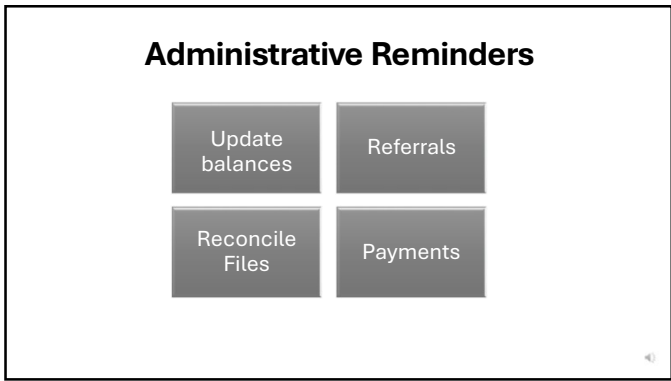 Administrative Reminders
Update
balances
Referrals
Reconcile
Files
Payments